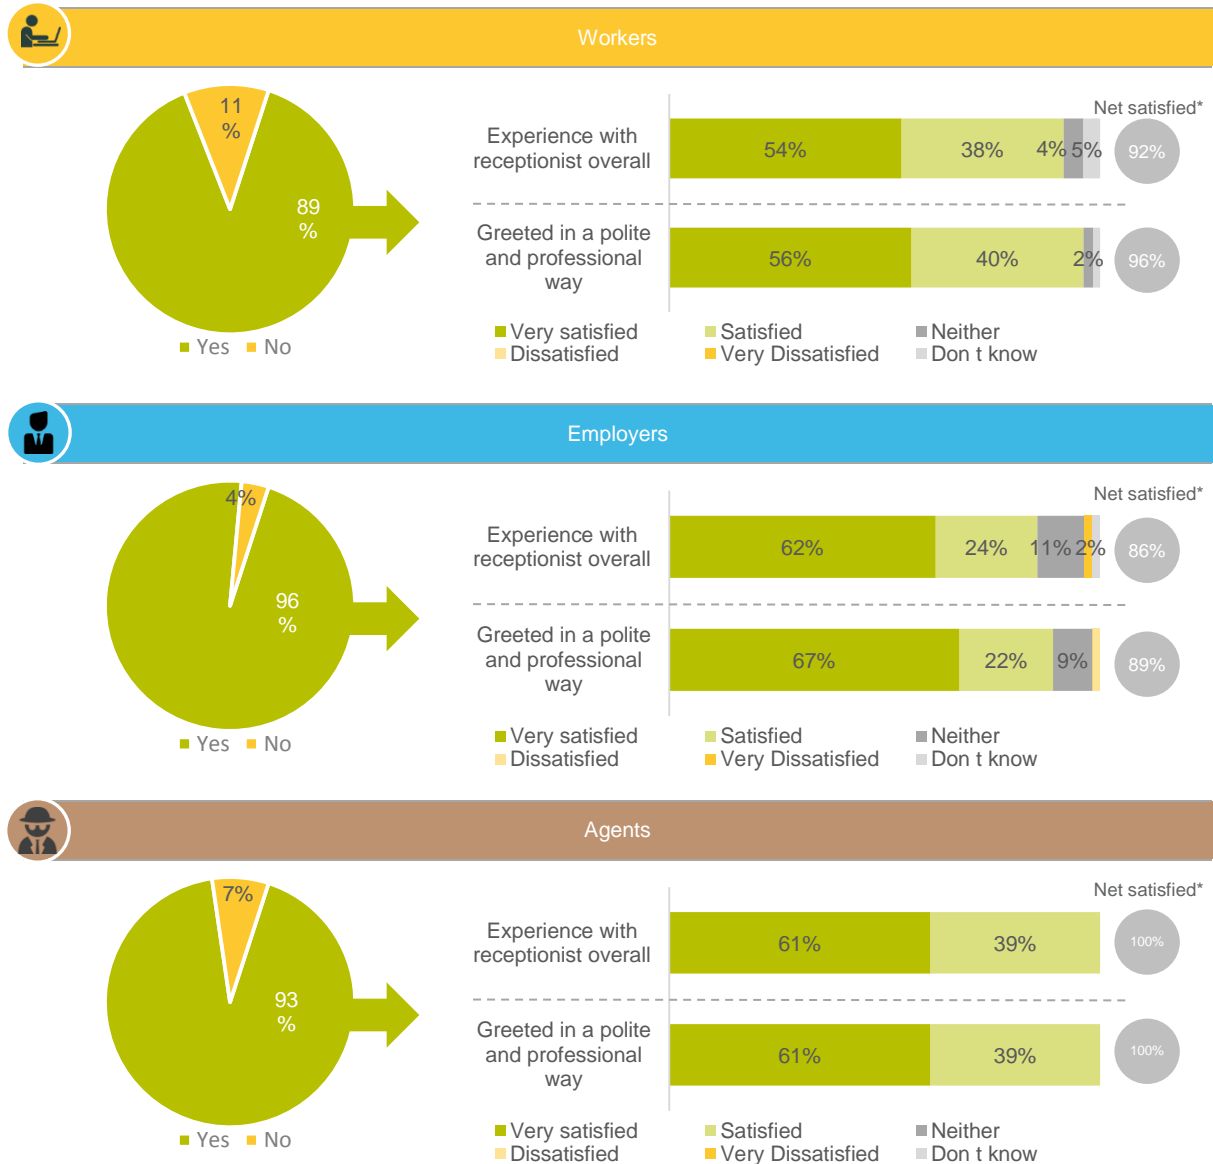 Workers
11
%
89
%
Yes No
Net satisfied*
Experience with
receptionist overall
54% 38% 4% 5% 92%
Greeted in a polite
and professional
way
56% 40% 2% 96%
Very satisfied Satisfied Neither
Dissatisfied Very Dissatisfied Don t know
Employers
4%
96
%
Yes No
Net satisfied*
Experience with
receptionist overall
62% 24% 11% 2% 86%
Greeted in a polite
and professional
way
67% 22% 9% 89%
Very satisfied Satisfied Neither
Dissatisfied Very Dissatisfied Don t know
Agents
7%
93
%
Yes No
Net satisfied*
Experience with
receptionist overall
61% 39% 100%
Greeted in a polite
and professional
way
61% 39% 100%
Very satisfied Satisfied Neither
Dissatisfied Very Dissatisfied Don t know